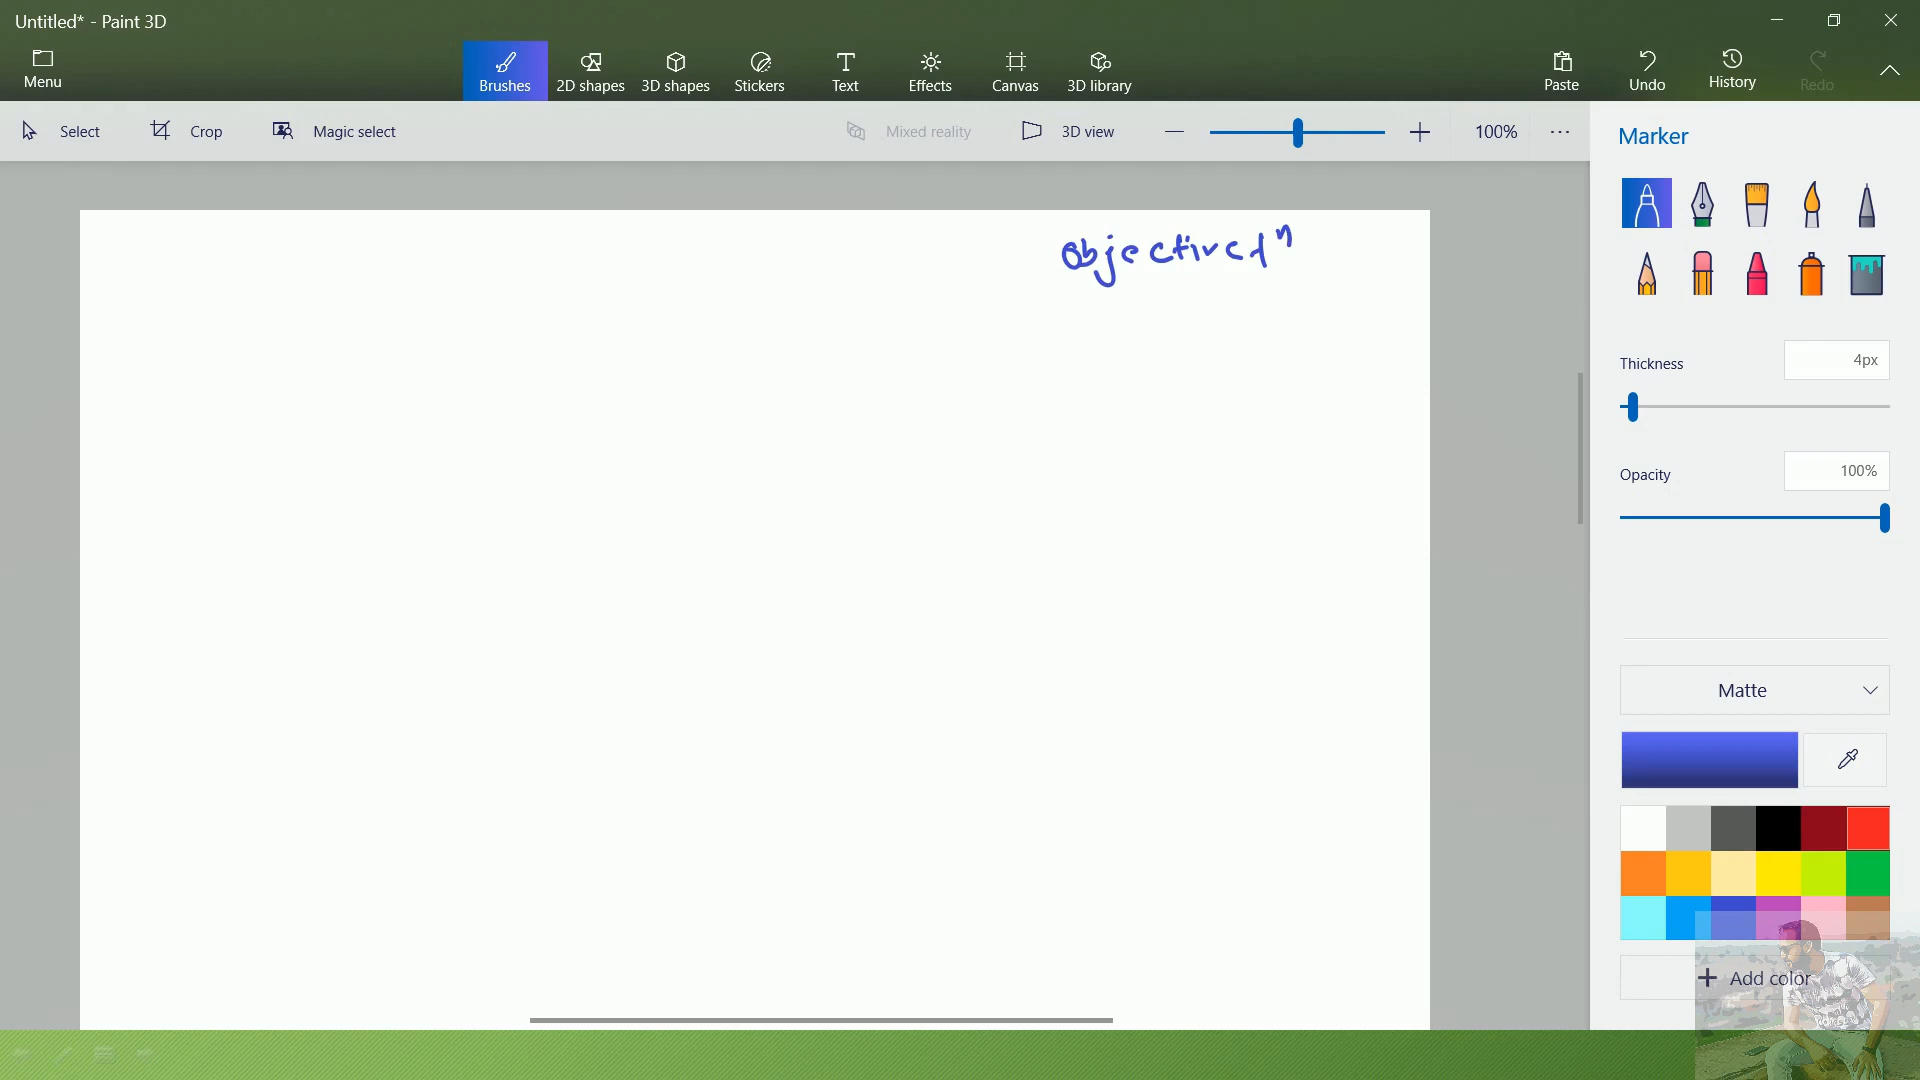 Untitled* - Paint 3D
Menu
Brushes
2D shapes
3D shapes
Stickers
Text
Effects
Canvas
3D library
Paste
Undo
History
Redo
Select
Crop
Magic select
Mixed reality
3D view
100%
Marker
objective
Thickness
4px
Opacity
100%
Matte
Add color